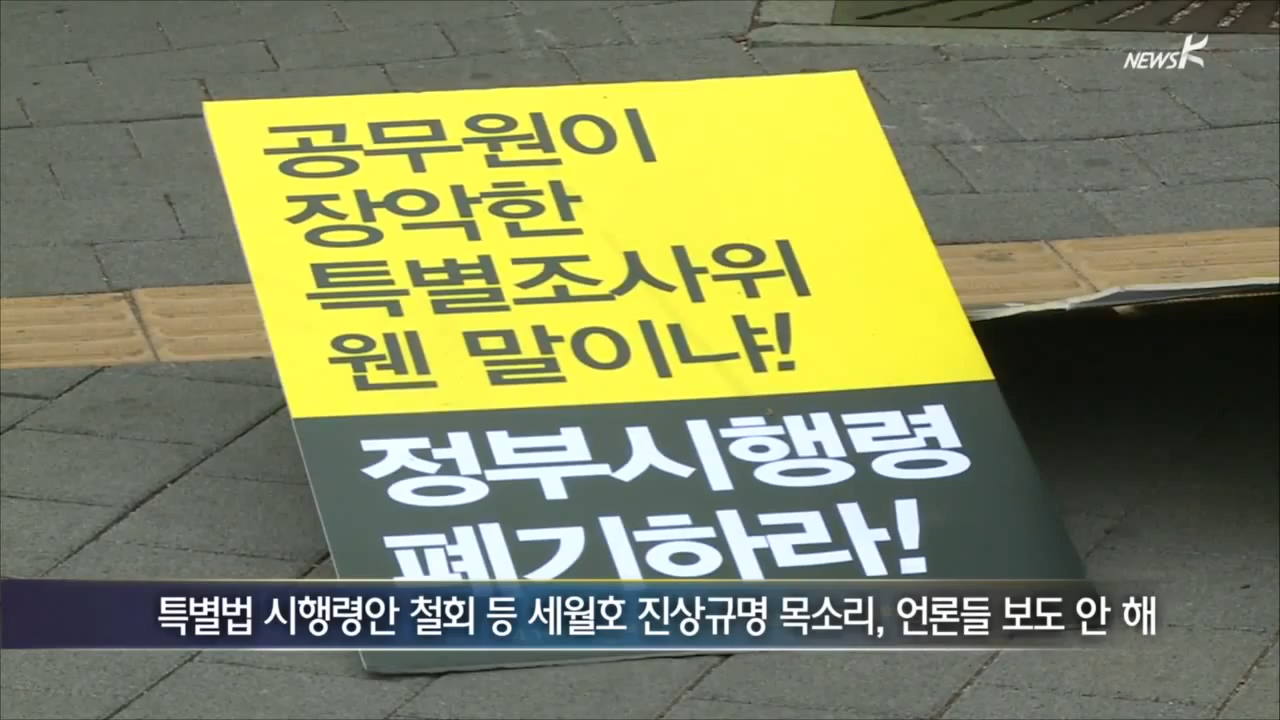 NEWS K
공무원이
장악한
특별조사위
웬 말이냐!
정부시행령
폐기하라!
특별법 시행령안 철회 등 세월호 진상규명 목소리, 언론들 보도 안 해